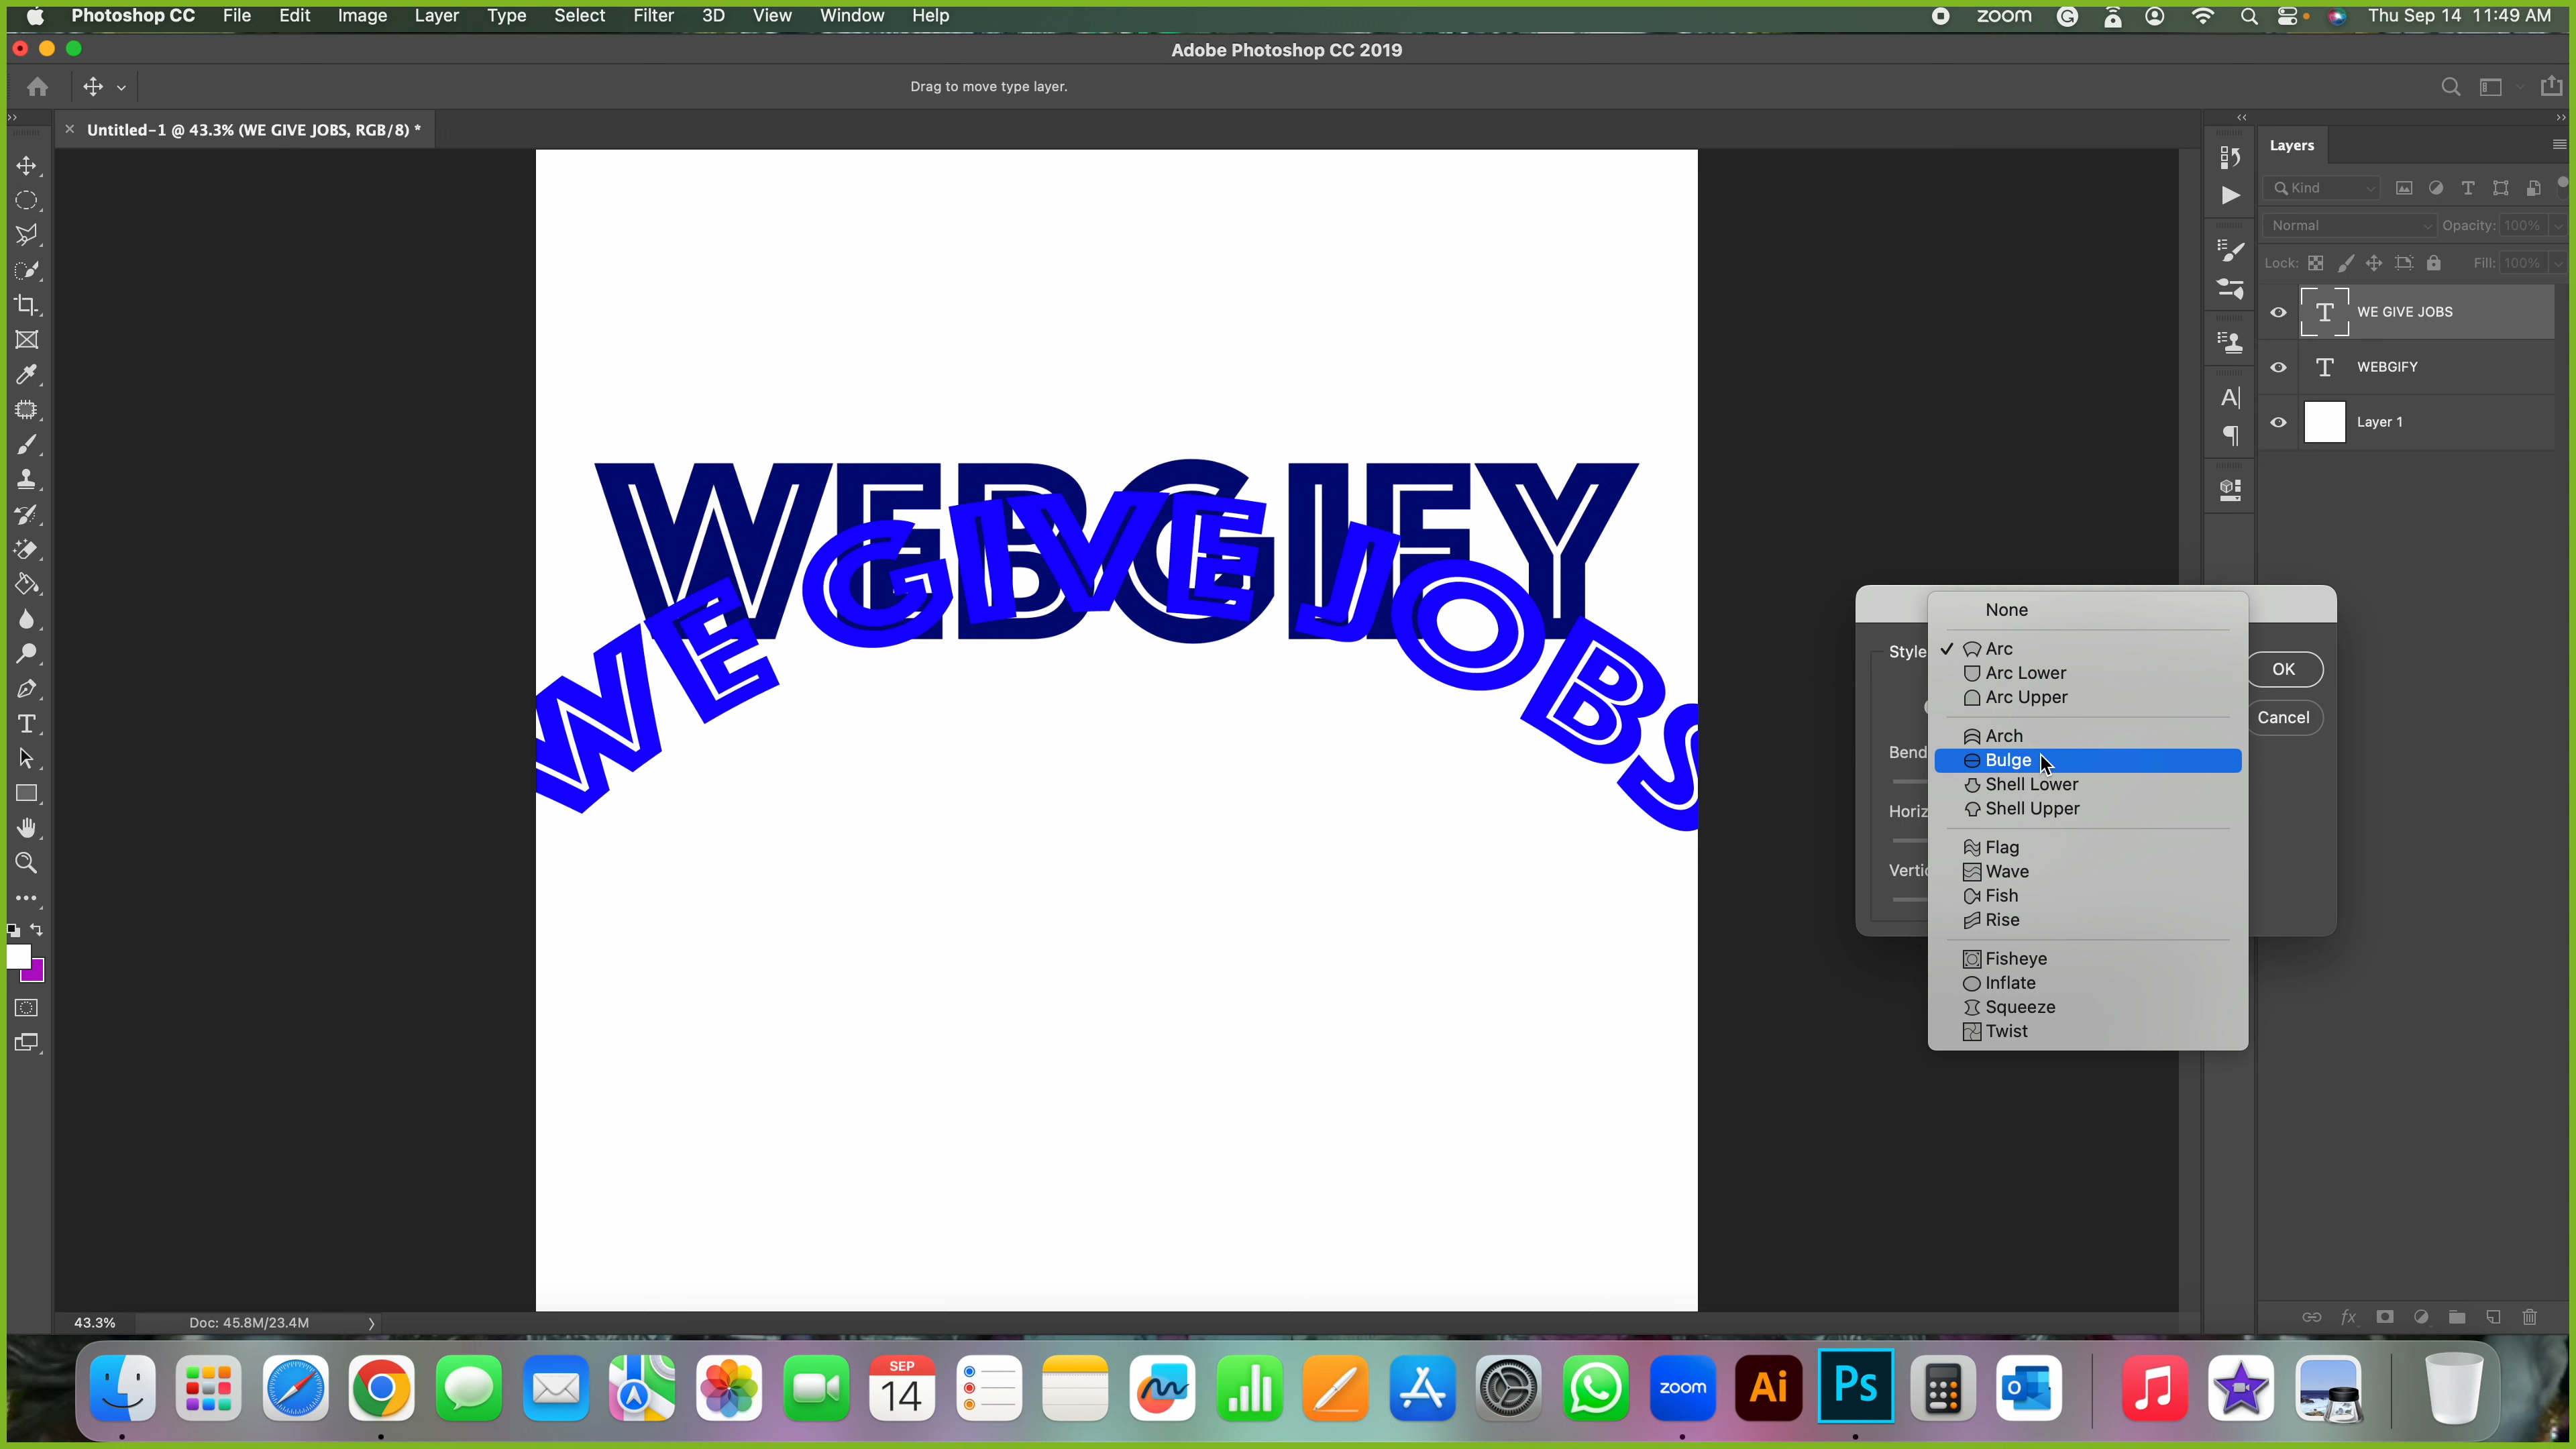 Photoshop CC File Edit Image Layer Type Select Filter 3D View Window Help zoom Thu Sep 14 11:49 AM
Adobe Photoshop CC 2019
Drag to move type layer.
Untitled-1 @ 43.3% (WE GIVE JOBS, RGB/8) *
Layers
Kind
Normal Opacity: 100%
Lock: Fill: 100%
WE GIVE JOBS
WEBGIFY
Layer 1
WEBGIFY
WE GIVE JOBS
Style
Bend
Horiz
Vertic
None
Arc
Arc Lower
Arc Upper
Arch
Bulge
Shell Lower
Shell Upper
Flag
Wave
Fish
Rise
Fisheye
Inflate
Squeeze
Twist
OK
Cancel
43.3% Doc: 45.8M/23.4M
SEP
14
zoom
Ai
Ps